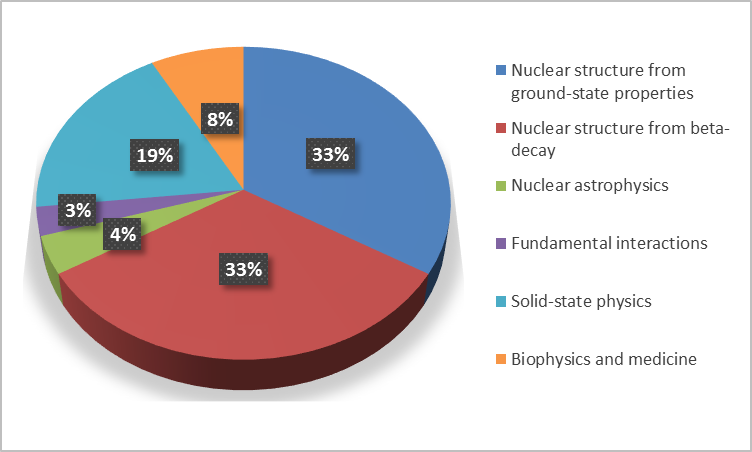 8%
33%
19%
3%
4%
33%
Nuclear structure from
ground-state properties
Nuclear structure from beta-
decay
Nuclear astrophysics
Fundamental interactions
Solid-state physics
Biophysics and medicine